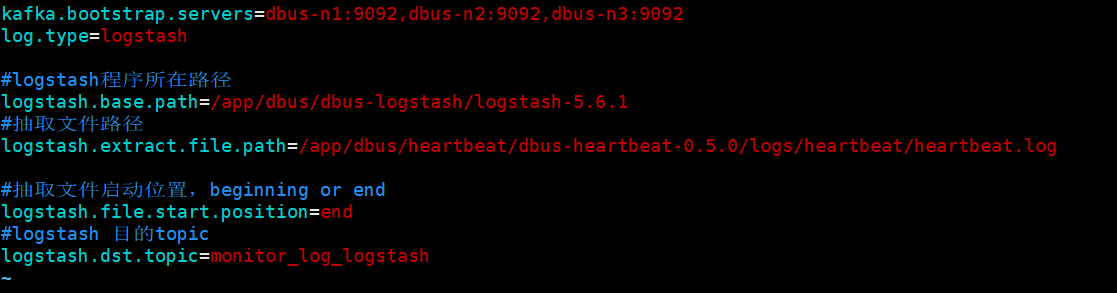 kafka.bootstrap.servers=dbus-n1:9092,dbus-n2:9092,dbus-n3:9092
log.type=logstash
#logstash程序所在路径
logstash.base.path=/app/dbus/dbus-logstash/logstash-5.6.1
#抽取文件路径
logstash.extract.file.path=/app/dbus/heartbeat/dbus-heartbeat-0.5.0/logs/heartbeat/heartbeat.log
#抽取文件启动位置，beginning or end
logstash.file.start.position=end
#logstash 目的topic
logstash.dst.topic=monitor_log_logstash
~